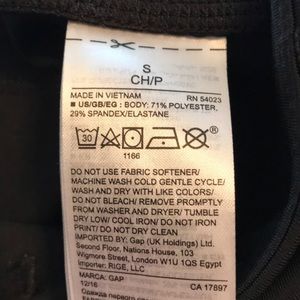 S
CH/P
MADE IN VIETNAM RN 54023
■ US/GB/EG : BODY: 71% POLYESTER,
29% SPANDEX/ELASTANE
30
1166
DO NOT USE FABRIC SOFTENER/
MACHINE WASH COLD GENTLE CYCLE/
WASH AND DRY WITH LIKE COLORS/
DO NOT BLEACH/ REMOVE PROMPTLY
FROM WASHER AND DRYER/ TUMBLE
DRY LOW/ COOL IRON/ DO NOT IRON
PRINT/ DO NOT DRY CLEAN
IMPORTED BY: Gap (UK Holdings) Ltd.
Second Floor, Nations House, 103
Wigmore Street, London W1U 1QS Egypt
Importer: RIGE, LLC
MARCA: GAP CA 17897
12/16
Одежда первого